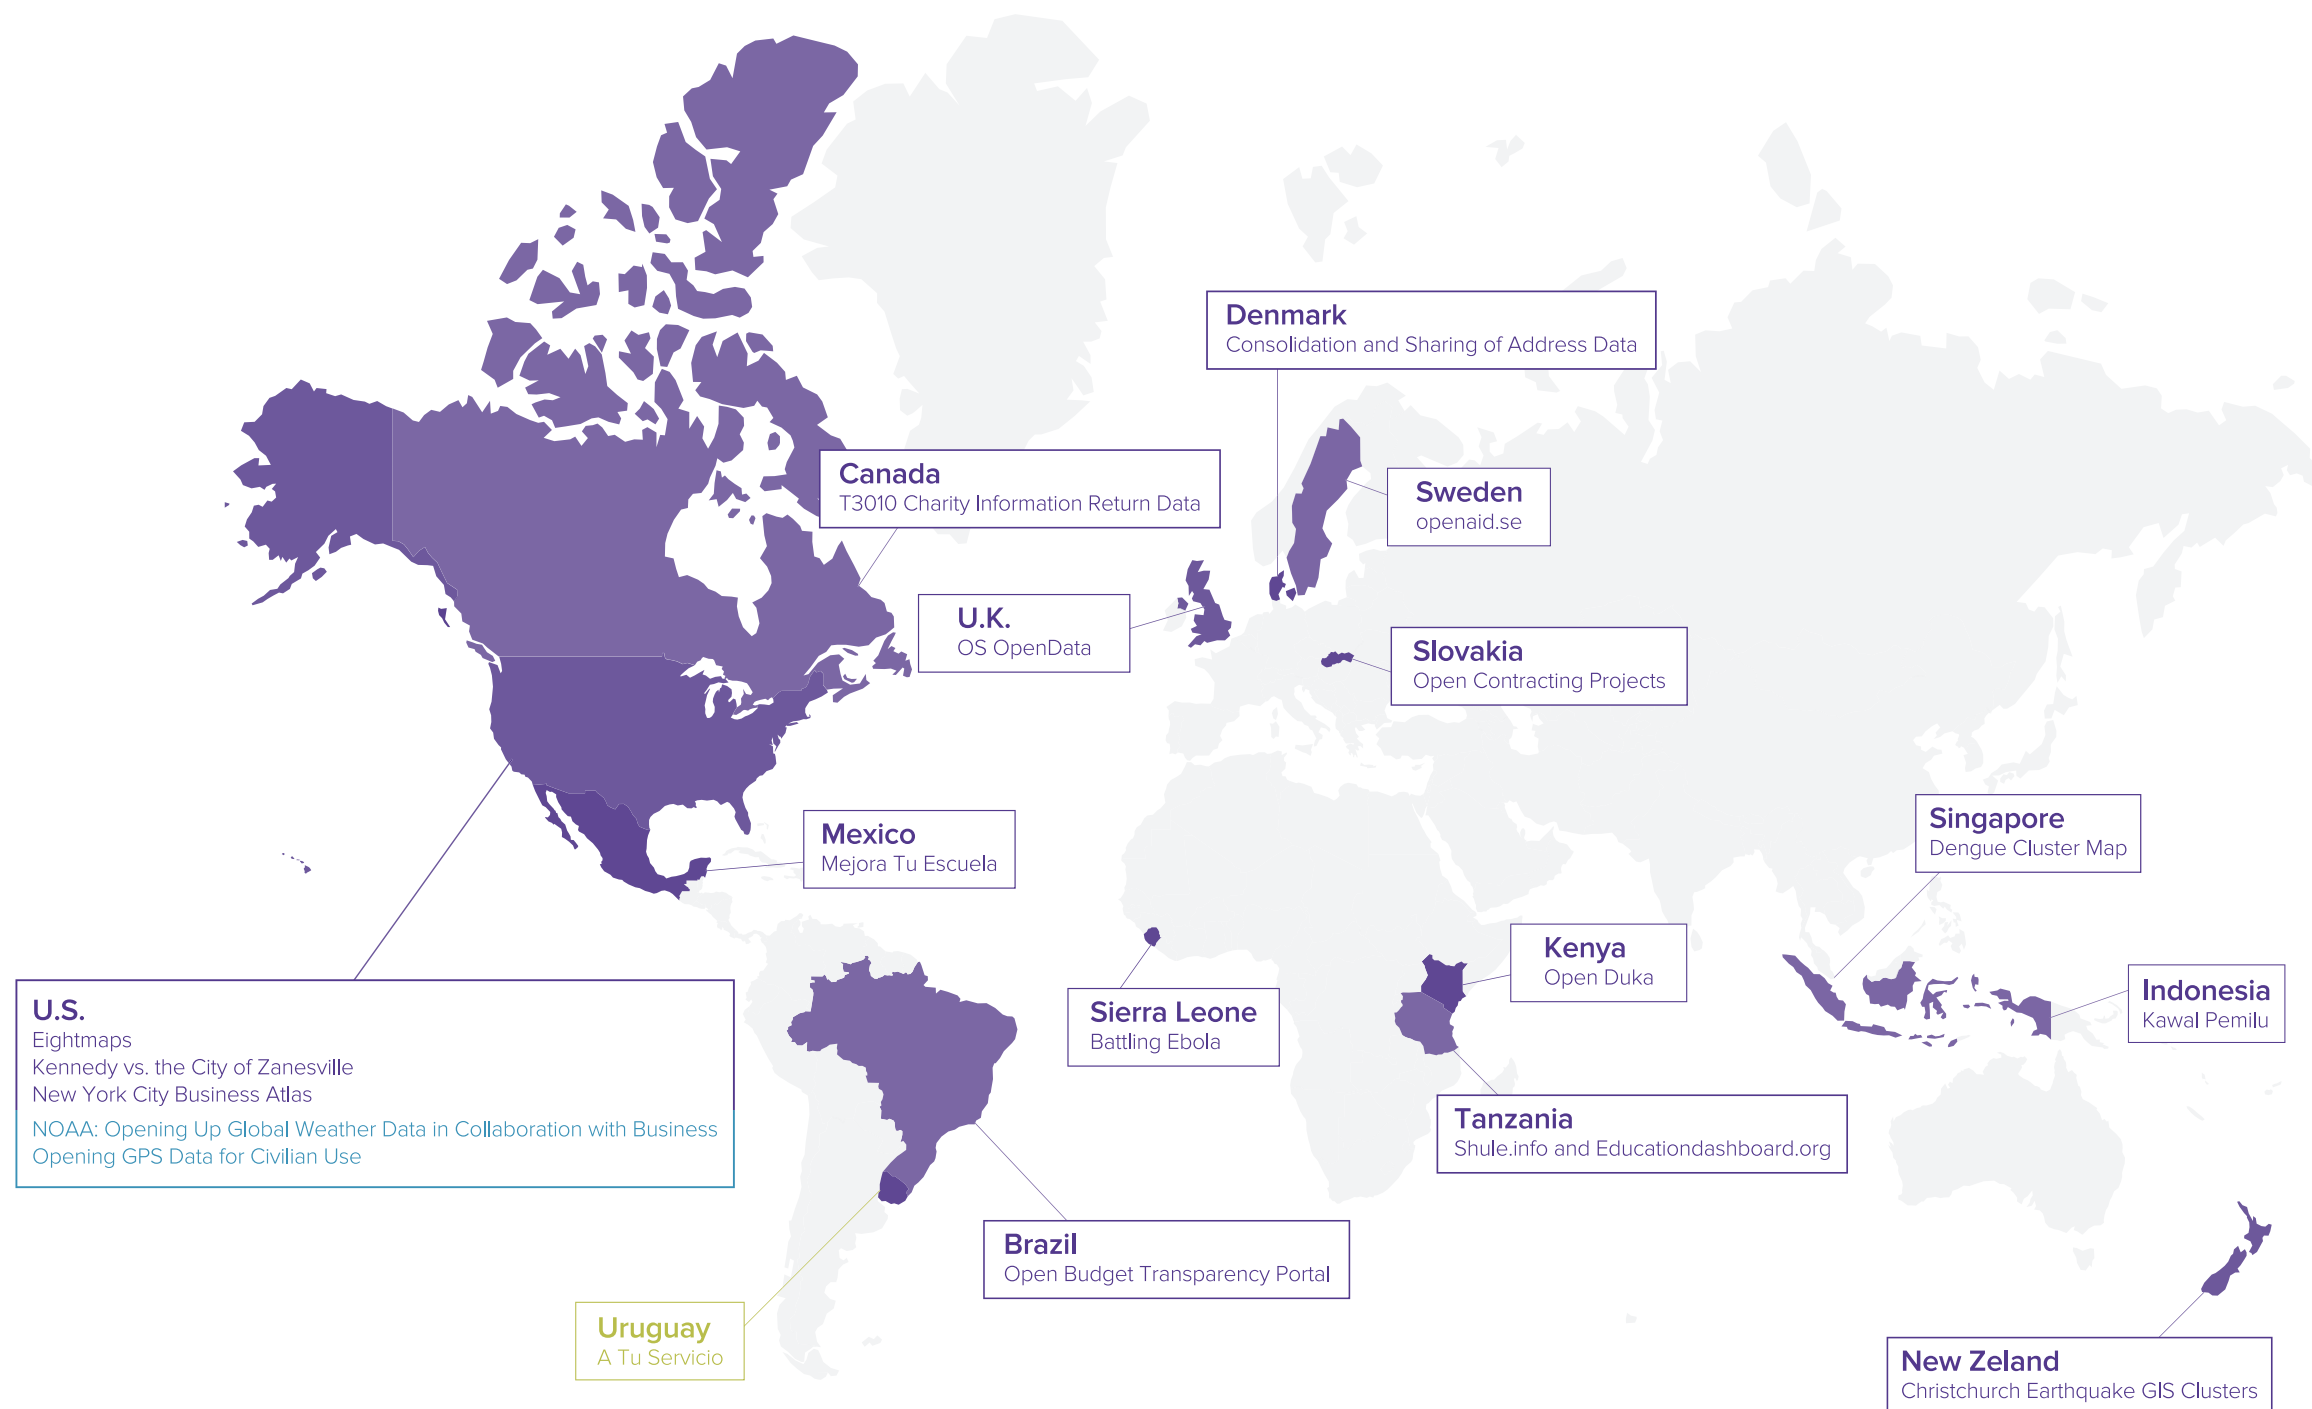 Denmark
Consolidation and Sharing of Address Data
Canada
T3010 Charity Information Return Data
Sweden
openaid.se
U.K.
OS OpenData
Slovakia
Open Contracting Projects
Mexico
Mejora Tu Escuela
Singapore
Dengue Cluster Map
Kenya
Open Duka
Indonesia
Kawal Pemilu
Sierra Leone
Battling Ebola
U.S.
Eightmaps
Kennedy vs. the City of Zanesville
New York City Business Atlas
NOAA: Opening Up Global Weather Data in Collaboration with Business
Opening GPS Data for Civilian Use
Tanzania
Shule.info and Educationdashboard.org
Brazil
Open Budget Transparency Portal
Uruguay
A Tu Servicio
New Zeland
Christchurch Earthquake GIS Clusters